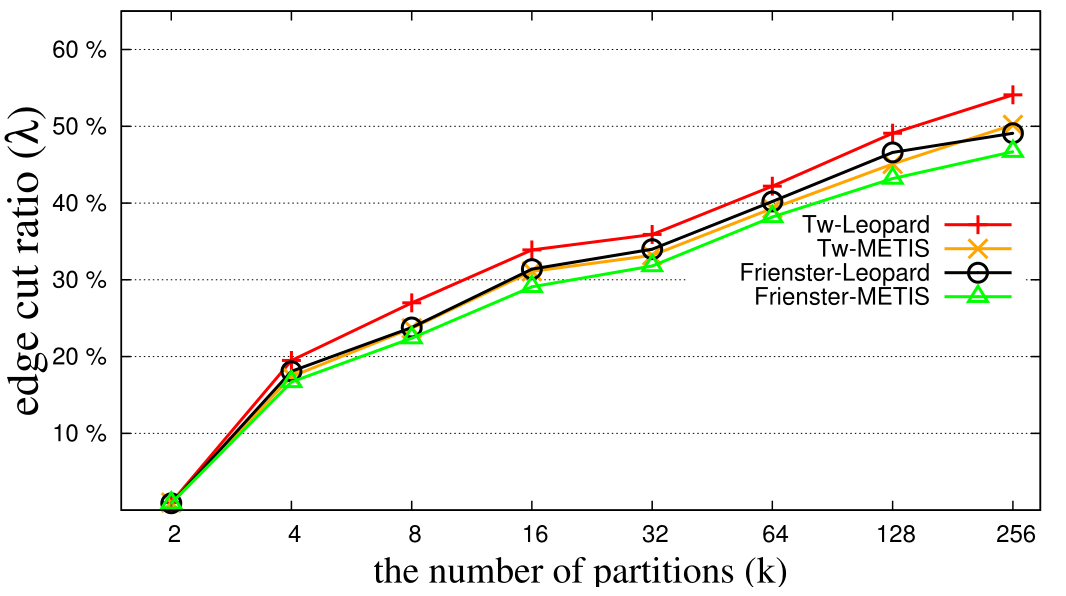 60 %
50 %
40 %
30 %
20 %
10 %
edge cut ratio (λ)
Tw-Leopard
Tw-METIS
Frienster-Leopard
Frienster-METIS
2 4 8 16 32 64 128 256
the number of partitions (k)